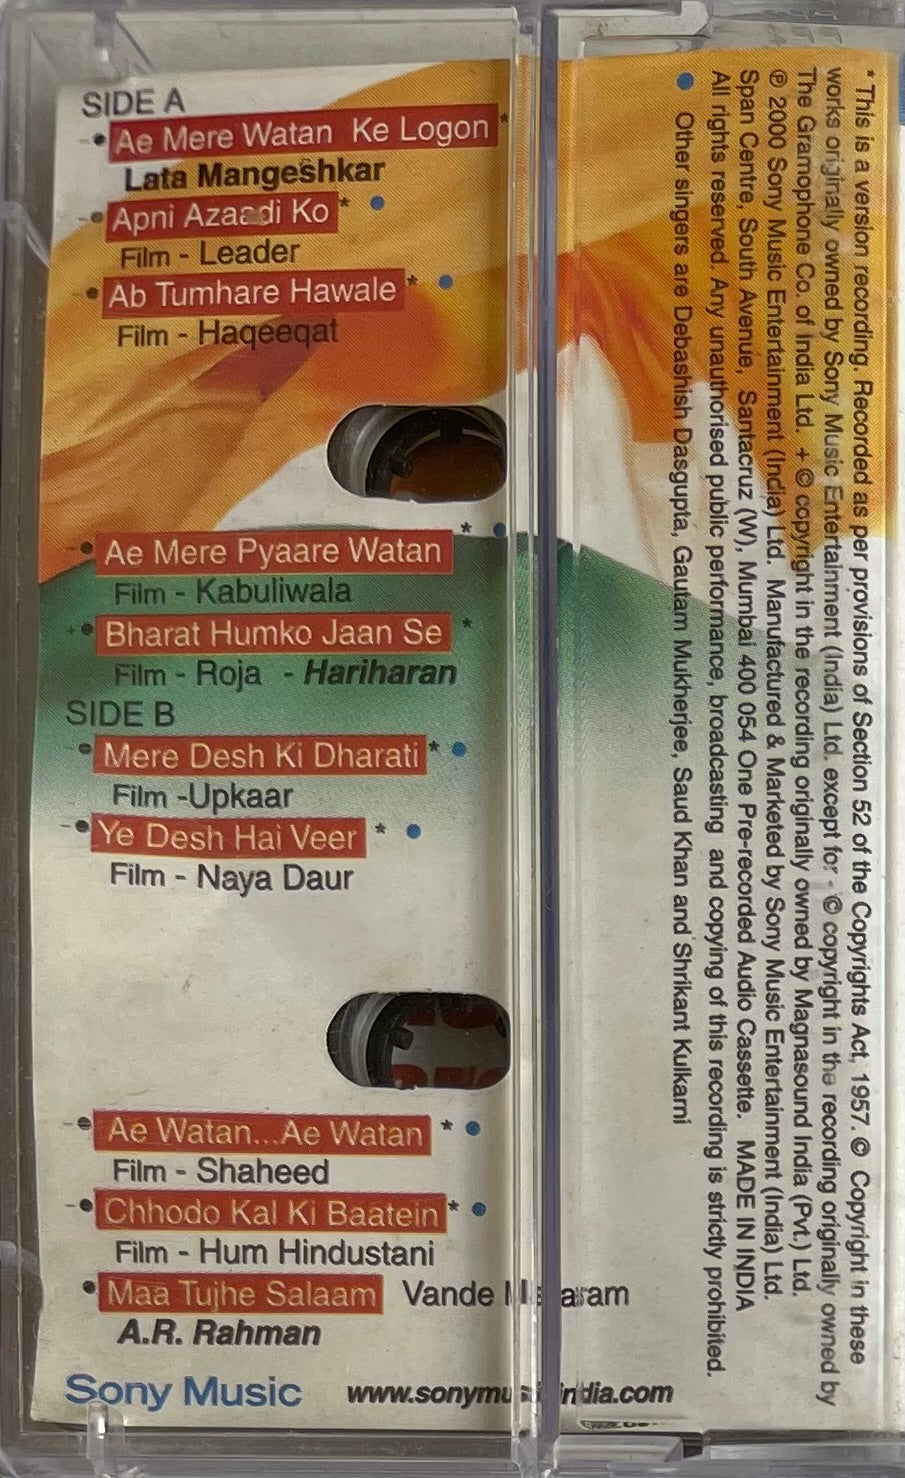 SIDE A
• Ae Mere Watan Ke Logon *
Lata Mangeshkar
• Apni Azaadi Ko * •
Film - Leader
• Ab Tumhare Hawale * •
Film - Haqeeqat
• Ae Mere Pyaare Watan * •
Film - Kabuliwala
• Bharat Humko Jaan Se *
Film - Roja - Hariharan
SIDE B
• Mere Desh Ki Dharati * •
Film -Upkaar
• Ye Desh Hai Veer * •
Film - Naya Daur
• Ae Watan...Ae Watan * •
Film - Shaheed
• Chhodo Kal Ki Baatein * •
Film - Hum Hindustani
• Maa Tujhe Salaam Vande
A.R. Rahman
Sony Music www.sonymusicindia.com
* This is a version recording. Recorded as per provisions of Section 52 of the Copyrights Act, 1957. © Copyright in these
works originally owned by Sony Music Entertainment (India) Ltd. except for - © copyright in the recording originally owned by
The Gramophone Co. of India Ltd. + © copyright in the recording originally owned by Magnasound India (Pvt.) Ltd.
℗ 2000 Sony Music Entertainment (India) Ltd. Manufactured & Marketed by Sony Music Entertainment (India) Ltd.
Span Centre, South Avenue, Santacruz (W), Mumbai 400 054 One Pre-recorded Audio Cassette. MADE IN INDIA
All rights reserved. Any unauthorised public performance, broadcasting and copying of this recording is strictly prohibited.
• Other singers are Debashish Dasgupta, Gautam Mukherjee, Saud Khan and Shrikant Kulkarni